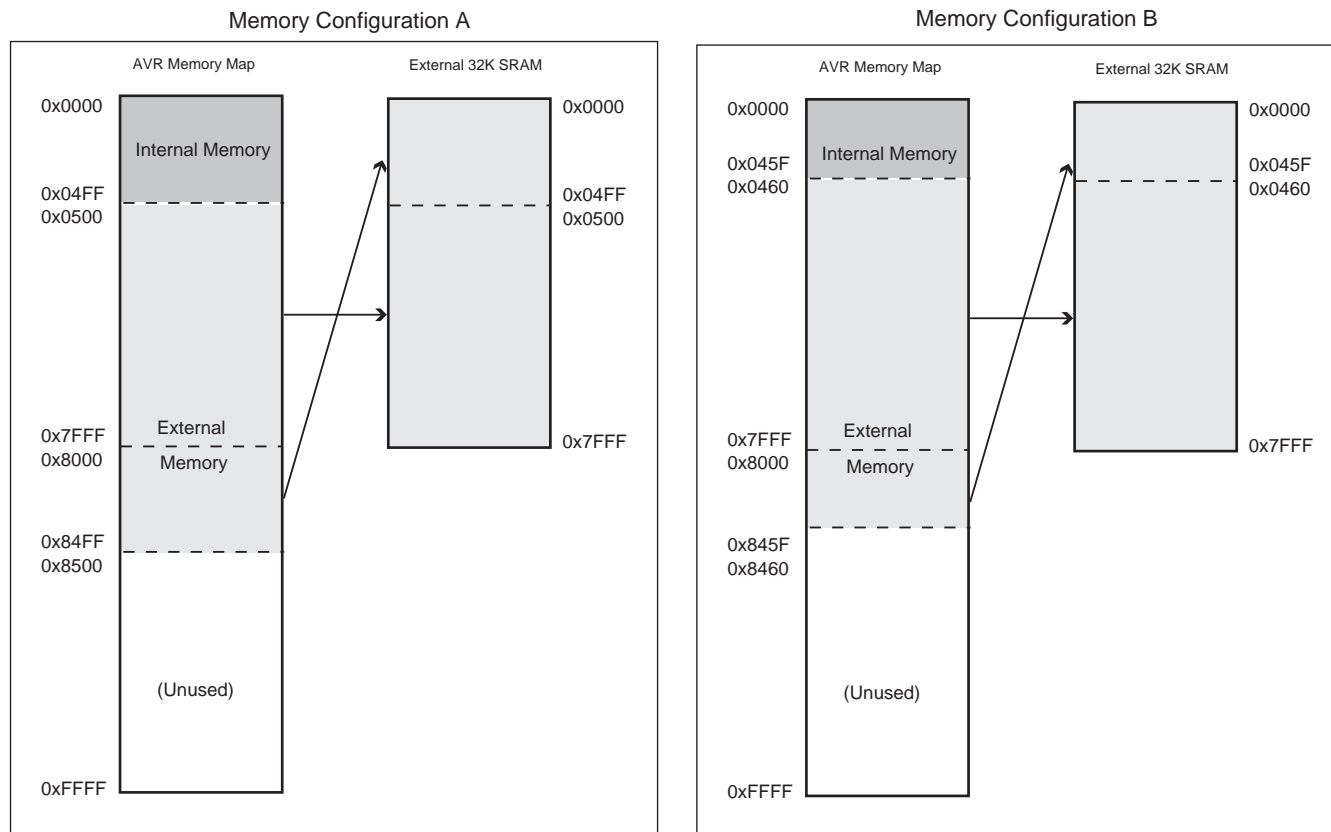 Memory Configuration A
AVR Memory Map
External 32K SRAM
0x0000
Internal Memory
0x04FF
0x0500
External
0x7FFF
0x8000
Memory
0x84FF
0x8500
(Unused)
0xFFFF
0x0000
0x04FF
0x0500
0x7FFF
Memory Configuration B
AVR Memory Map
External 32K SRAM
0x0000
Internal Memory
0x045F
0x0460
External
0x7FFF
0x8000
Memory
0x845F
0x8460
(Unused)
0xFFFF
0x0000
0x045F
0x0460
0x7FFF